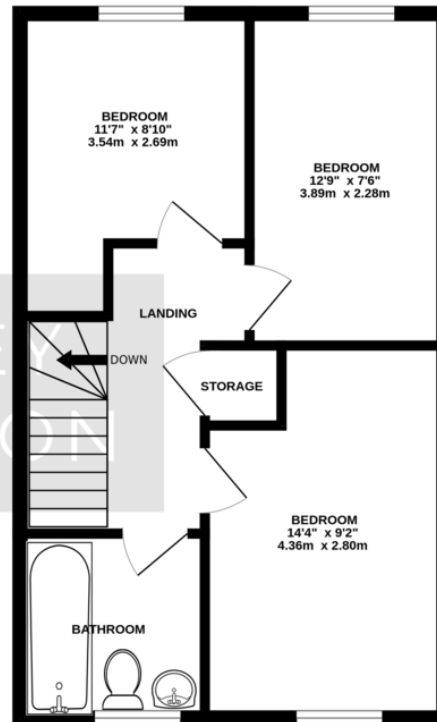 BEDROOM
11'7" x 8'10"
3.54m x 2.69m
BEDROOM
12'9" x 7'6"
3.89m x 2.28m
LANDING
DOWN
STORAGE
BEDROOM
14'4" x 9'2"
4.36m x 2.80m
BATHROOM